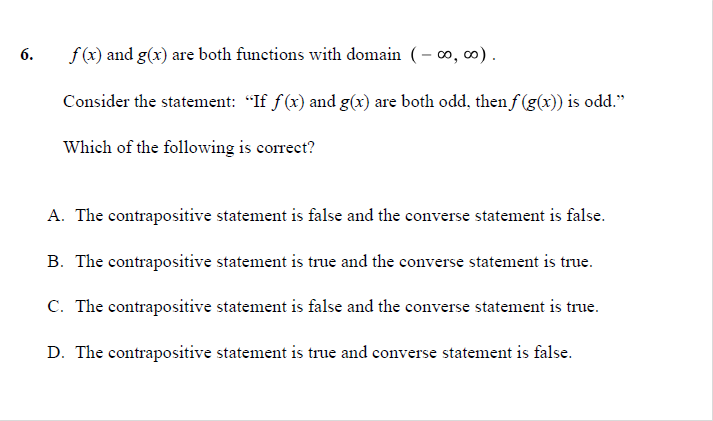 6. f(x) and g(x) are both functions with domain (− ∞, ∞) .
Consider the statement: “If f(x) and g(x) are both odd, then f(g(x)) is odd.”
Which of the following is correct?
A. The contrapositive statement is false and the converse statement is false.
B. The contrapositive statement is true and the converse statement is true.
C. The contrapositive statement is false and the converse statement is true.
D. The contrapositive statement is true and converse statement is false.